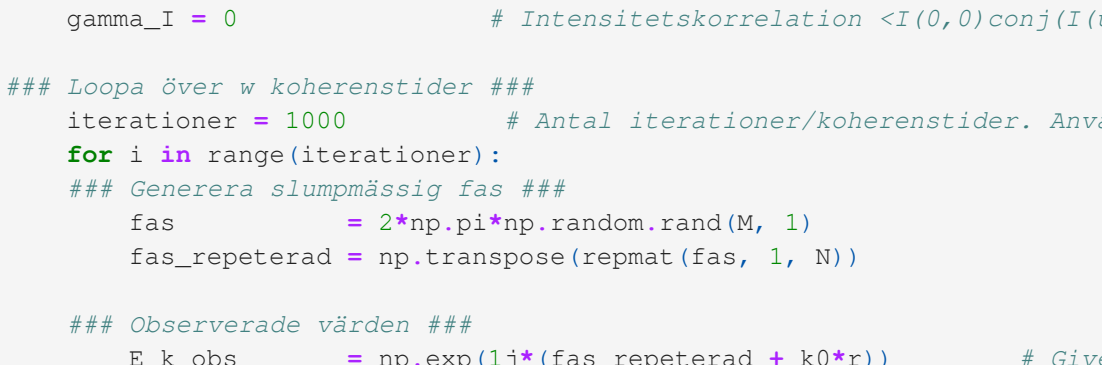 gamma_I = 0 # Intensitetskorrelation <I(0,0)conj(I(
### Loopa över w koherenstider ###
iterationer = 1000 # Antal iterationer/koherenstider.
for i in range(iterationer):
### Generera slumpmässig fas ###
fas = 2*np.pi*np.random.rand(M, 1)
fas_repeterad = np.transpose(repmat(fas, 1, N))
### Observerade värden ###
E_k_obs = np.exp(1j*(fas_repeterad + k0*r)) #